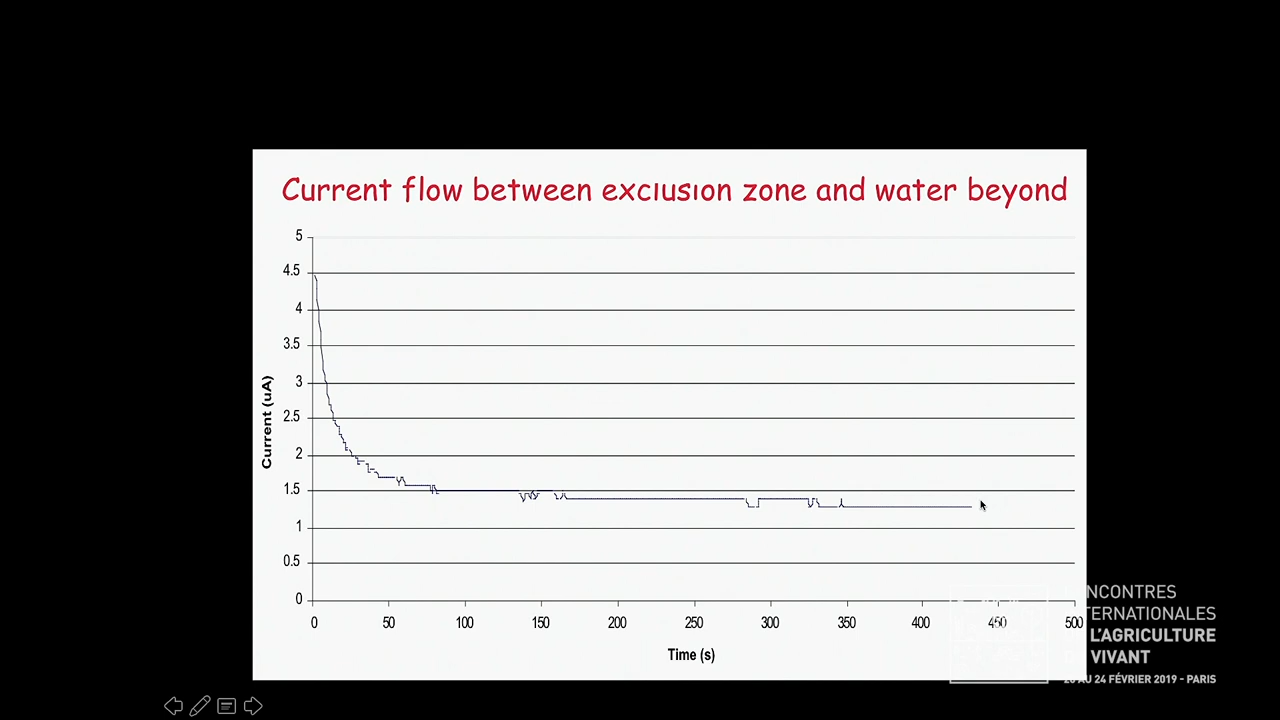 Current flow between exclusion zone and water beyond
5
4.5
4
3.5
3
2.5
2
1.5
1
0.5
0
Current (uA)
0 50 100 150 200 250 300 350 400 450 500
Time (s)
NCONTRES
TERNATIONALES
L'AGRICULTURE
VIVANT
AU 24 FÉVRIER 2019 - PARIS